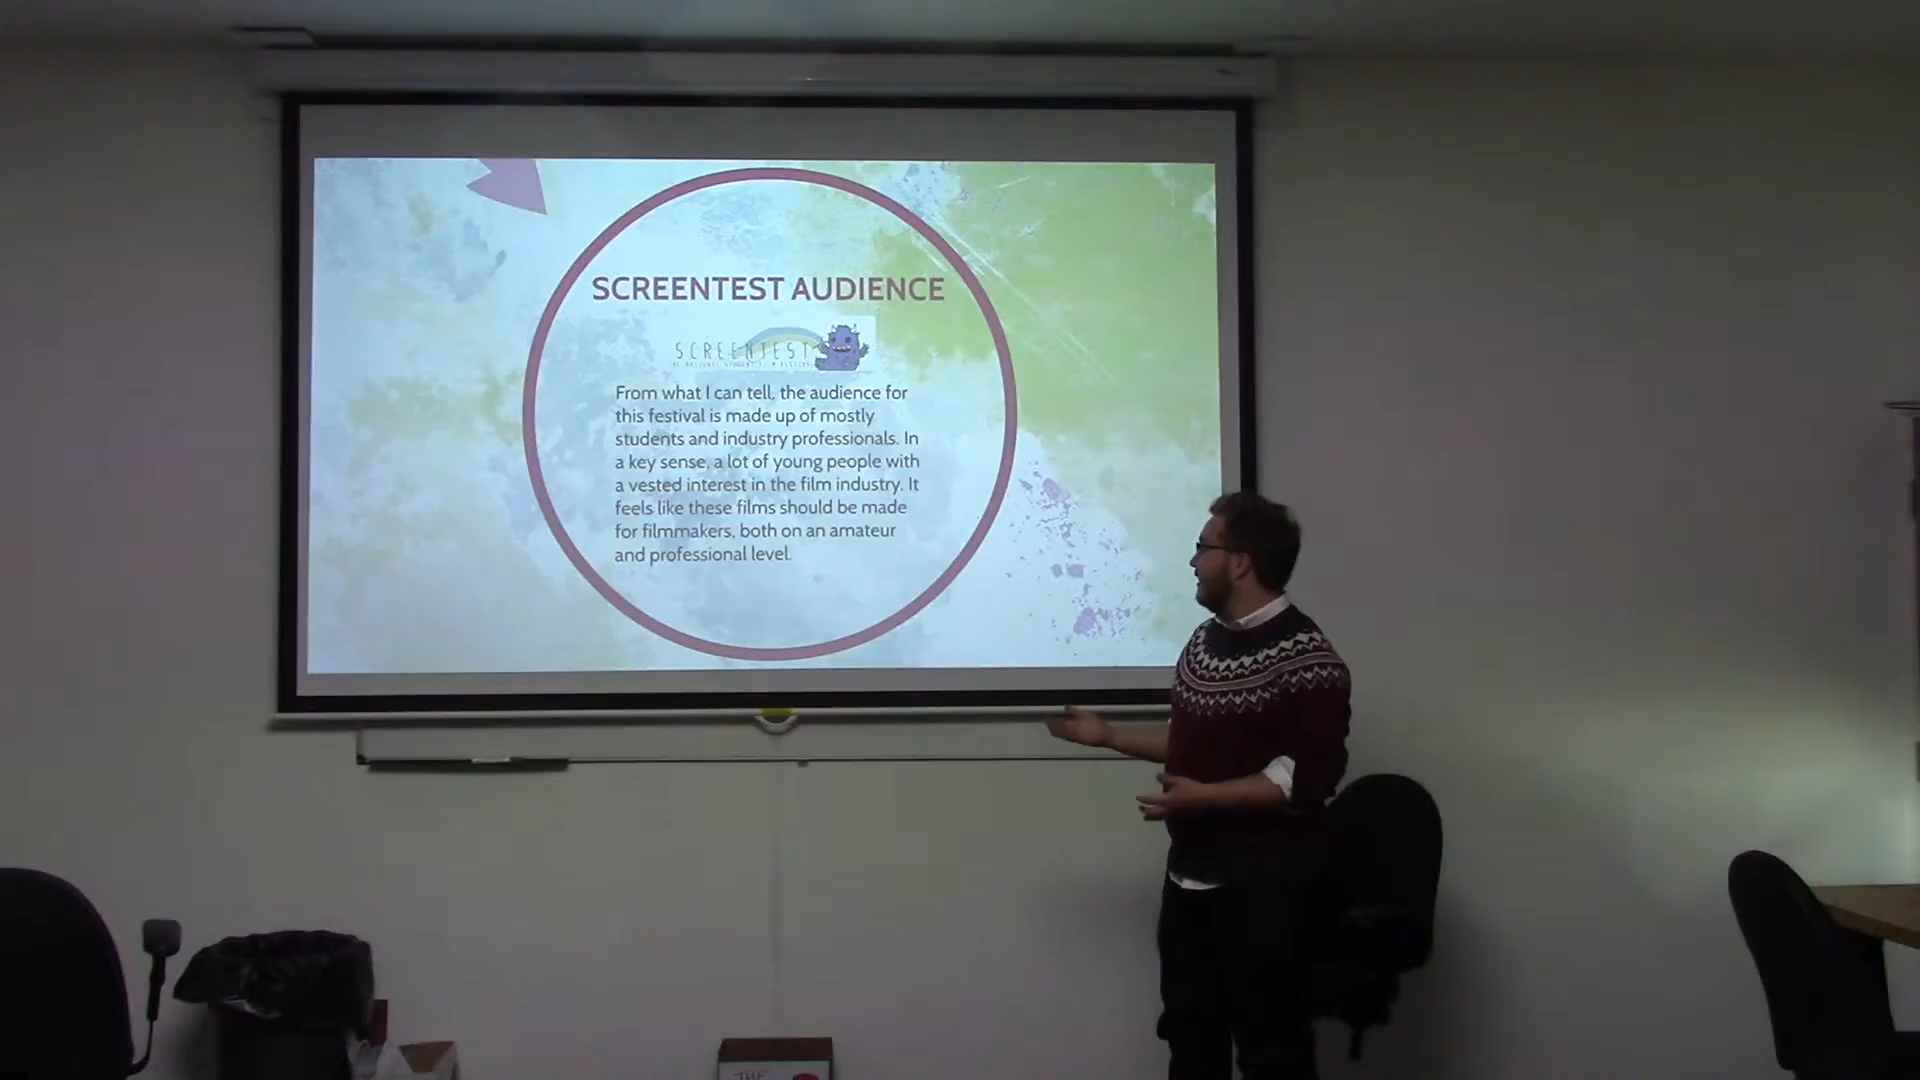 SCREENTEST AUDIENCE
SCREENTEST
From what I can tell, the audience for
this festival is made up of mostly
students and industry professionals. In
a key sense, a lot of young people with
a vested interest in the film industry. It
feels like these films should be made
for filmmakers, both on an amateur
and professional level.
THE